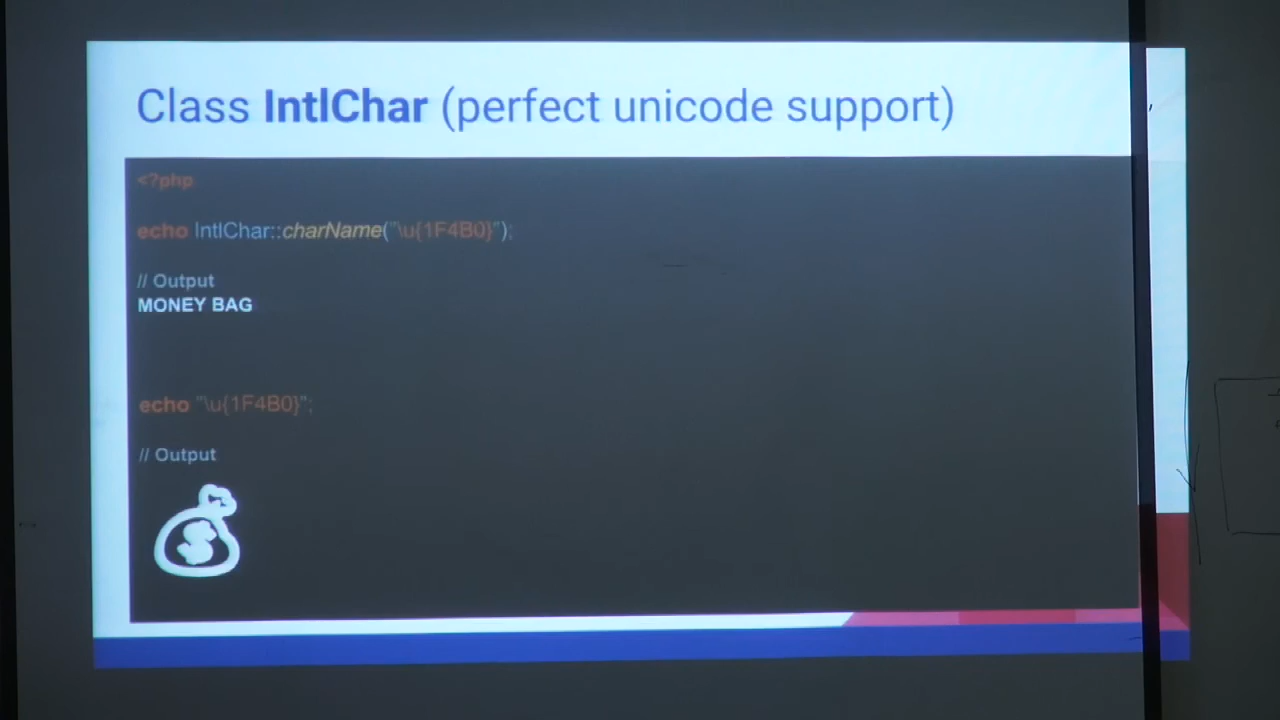 Class IntlChar (perfect unicode support)
<?php
echo IntlChar::charName("\u{1F4B0}");
// Output
MONEY BAG
echo "\u{1F4B0}";
// Output